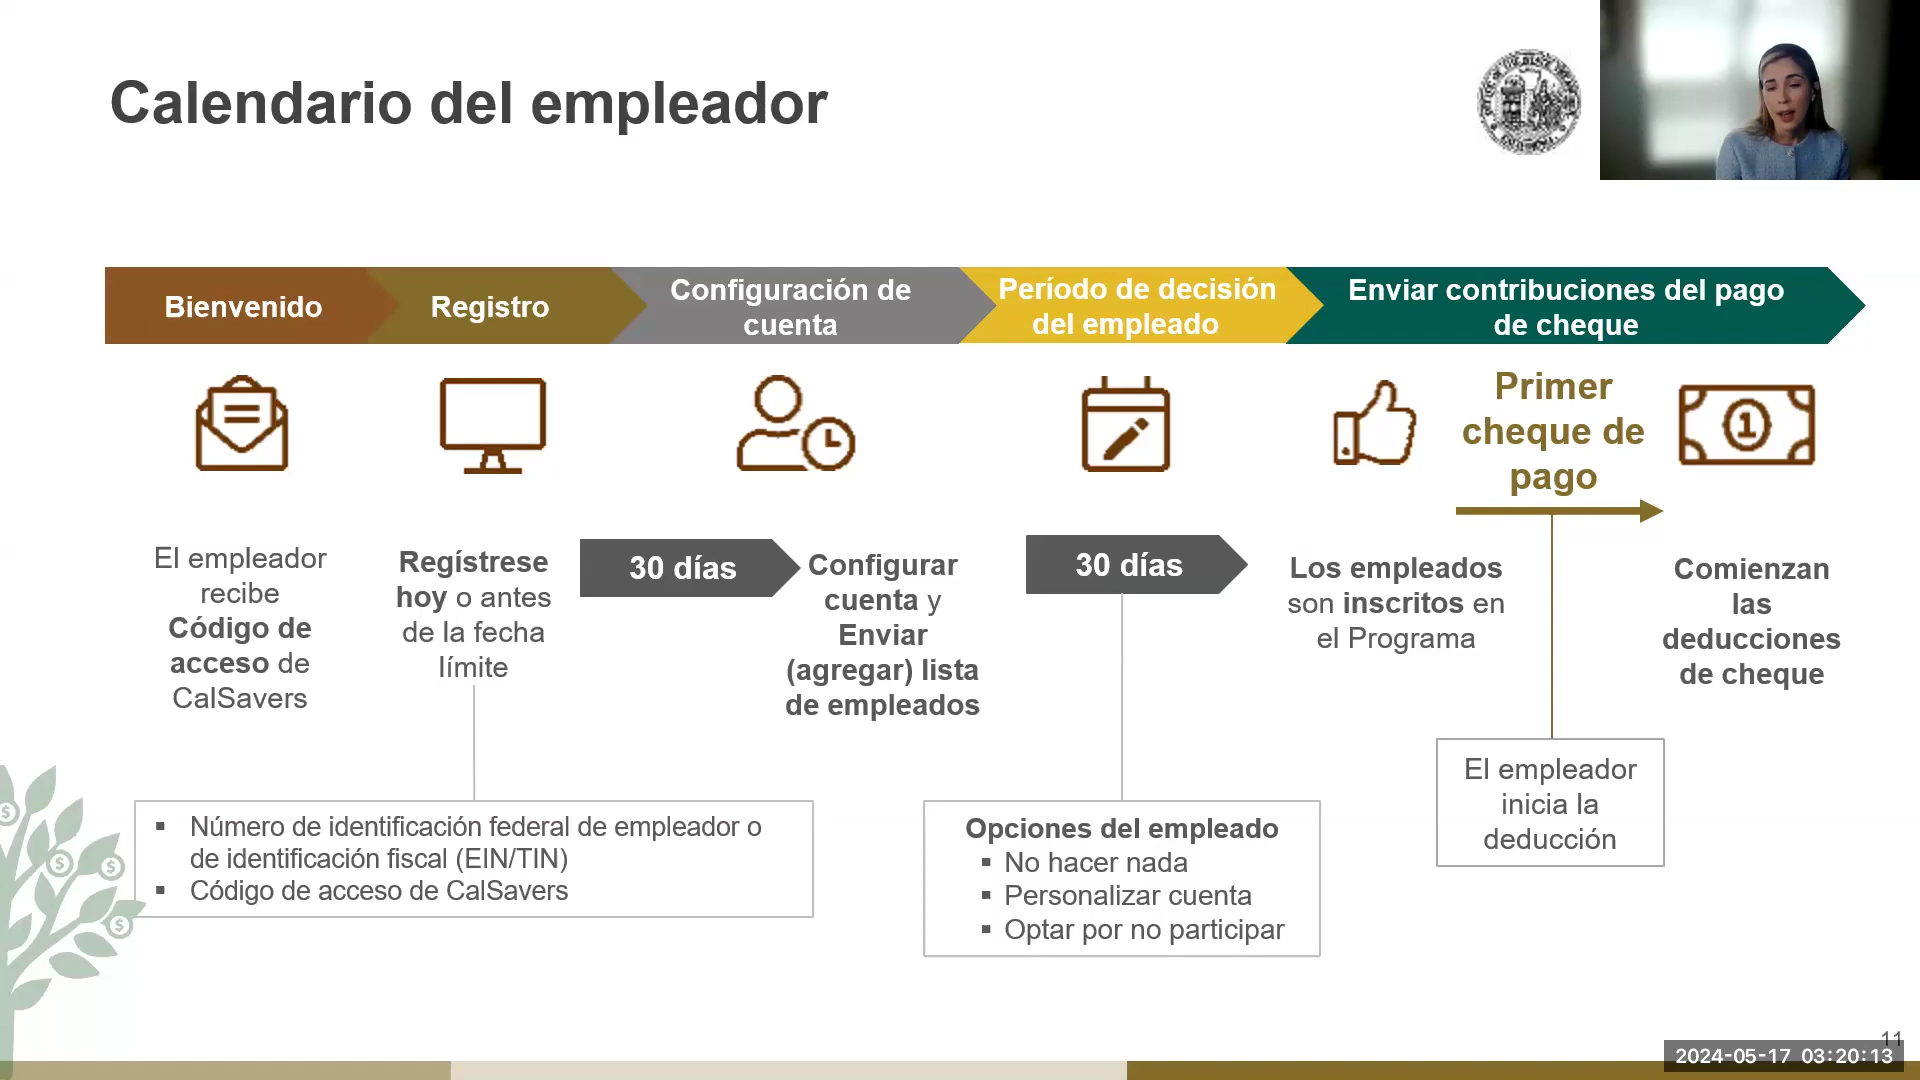 Calendario del empleador
Bienvenido
Registro
Configuración de
cuenta
Período de decisión
del empleado
Enviar contribuciones del pago
de cheque
Primer
cheque de
pago
El empleador
recibe
Código de
acceso de
CalSavers
Regístrese
hoy o antes
de la fecha
límite
30 días
Configurar
cuenta y
Enviar
(agregar) lista
de empleados
30 días
Los empleados
son inscritos en
el Programa
Comienzan
las
deducciones
de cheque
El empleador
inicia la
deducción
▪ Número de identificación federal de empleador o
de identificación fiscal (EIN/TIN)
▪ Código de acceso de CalSavers
Opciones del empleado
▪ No hacer nada
▪ Personalizar cuenta
▪ Optar por no participar
11
2024-05-17 03:20:13